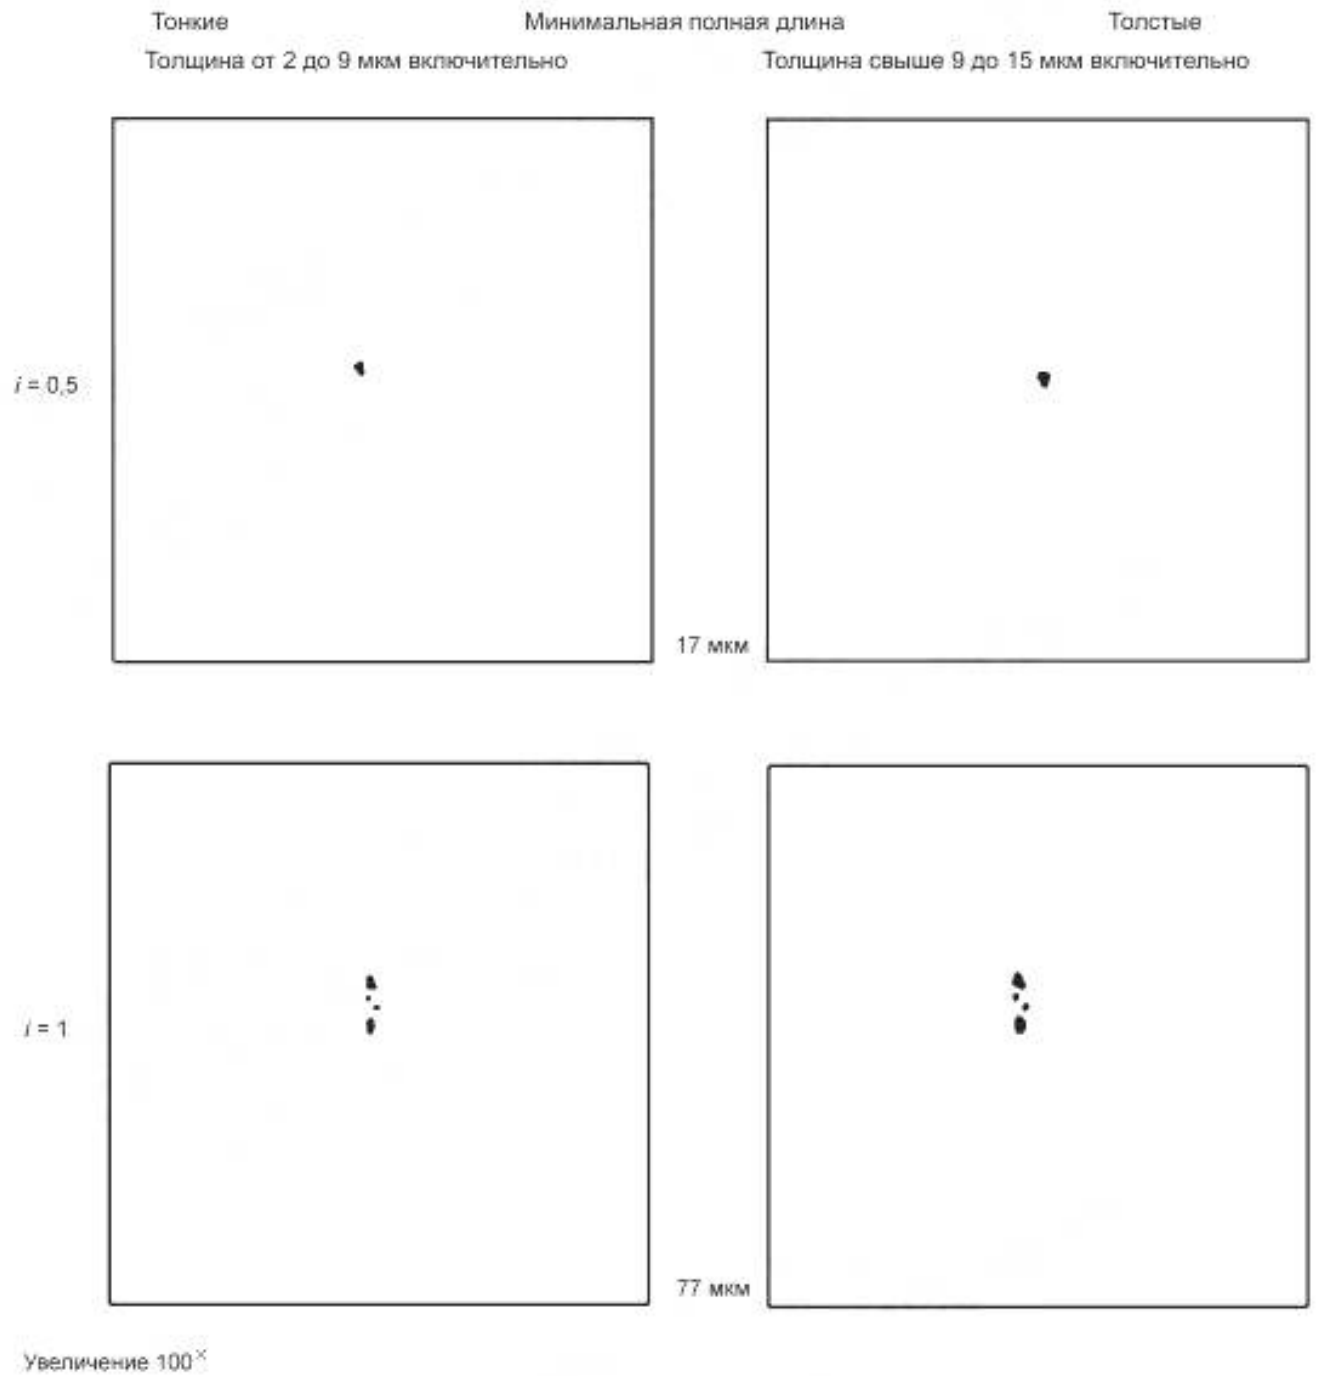 Тонкие Минимальная полная длина Толстые
Толщина от 2 до 9 мкм включительно Толщина свыше 9 до 15 мкм включительно
i = 0,5
17 мкм
i = 1
77 мкм
Увеличение 100×